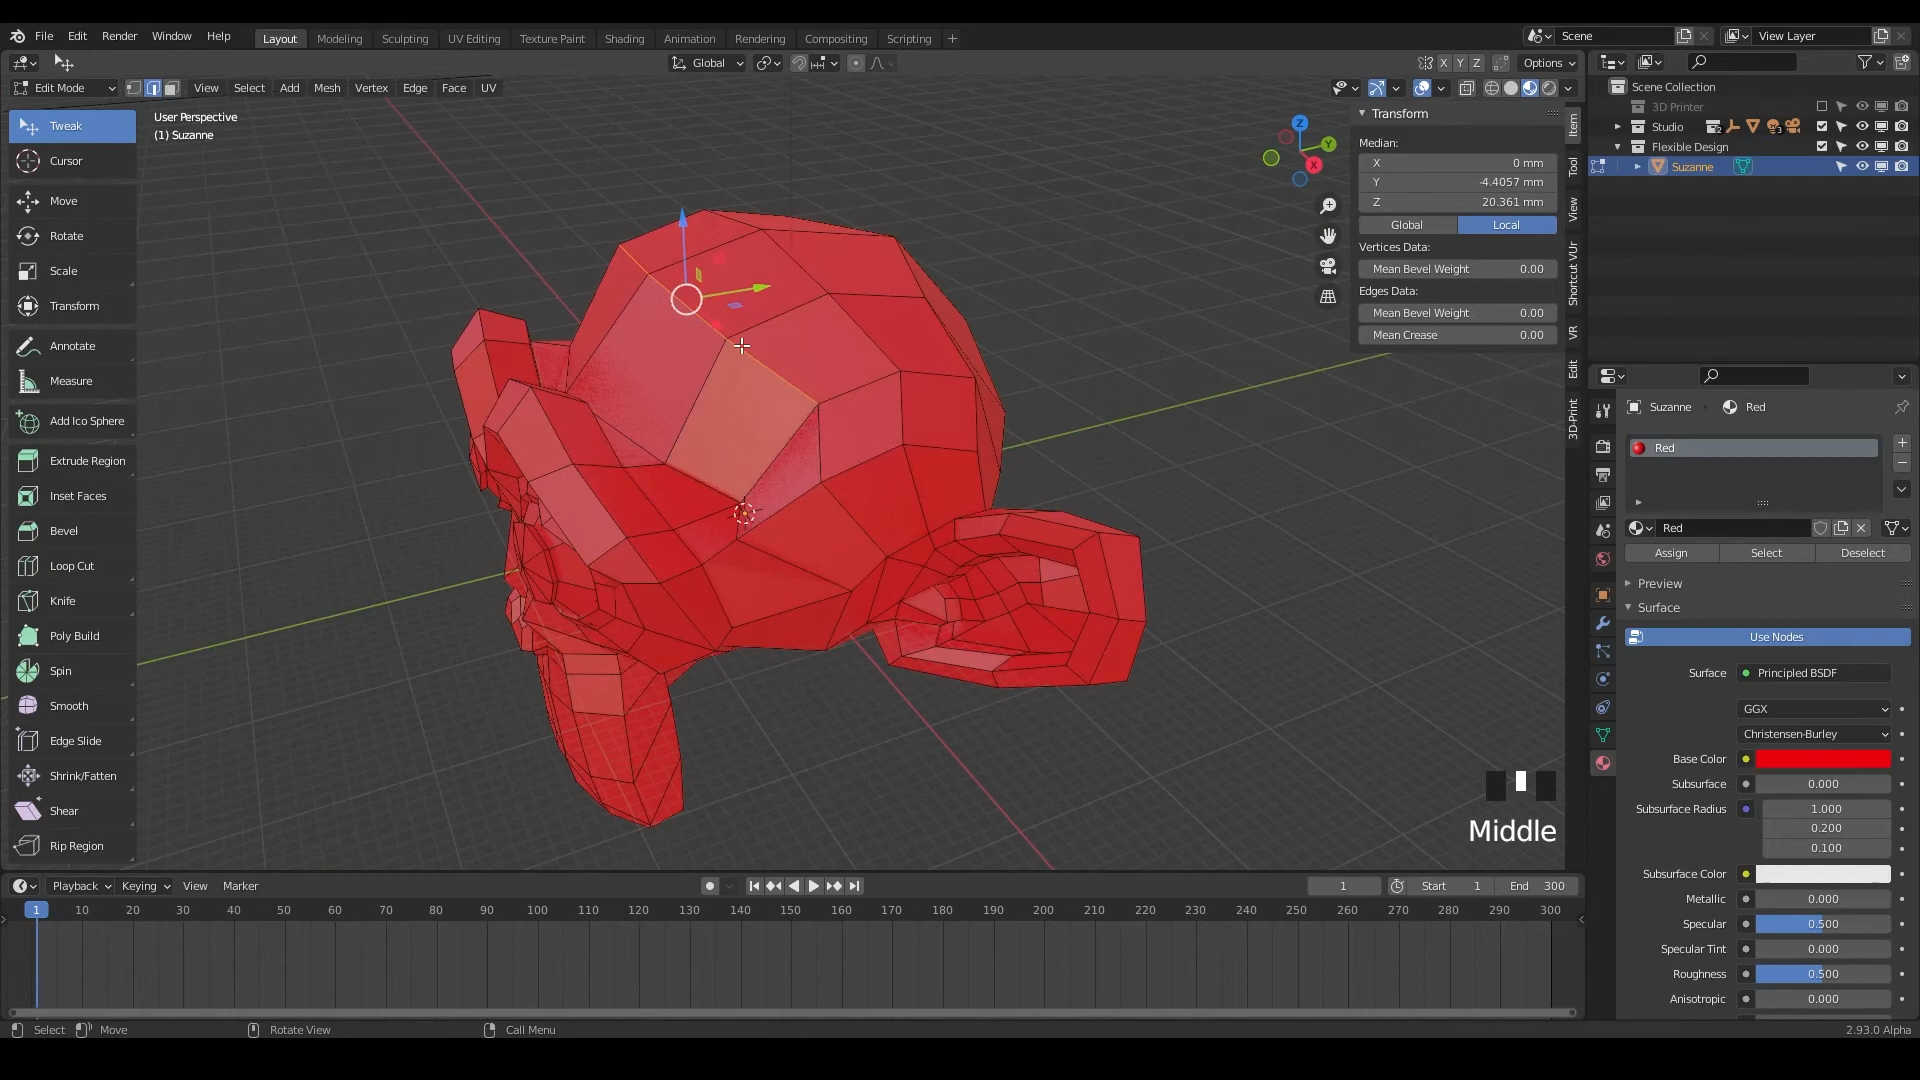 File Edit Render Window Help Layout Modeling Sculpting UV Editing Texture Paint Shading Animation Rendering Compositing Scripting + Scene View Layer
Global X Y Z Options
Edit Mode View Select Add Mesh Vertex Edge Face UV
User Perspective
(1) Suzanne
Tweak
Cursor
Move
Rotate
Scale
Transform
Annotate
Measure
Add Ico Sphere
Extrude Region
Inset Faces
Bevel
Loop Cut
Knife
Poly Build
Spin
Smooth
Edge Slide
Shrink/Fatten
Shear
Rip Region
Z
Y
X
Transform
Median:
X 0 mm
Y -4.4057 mm
Z 20.361 mm
Global Local
Vertices Data:
Mean Bevel Weight 0.00
Edges Data:
Mean Bevel Weight 0.00
Mean Crease 0.00
Item
Tool
View
Shortcut VUr
VR
Edit
3D-Print
Middle
Scene Collection
3D Printer
Studio 2 3
Flexible Design
Suzanne
Suzanne Red
Red
Red
Assign Select Deselect
Preview
Surface
Use Nodes
Surface Principled BSDF
GGX
Christensen-Burley
Base Color
Subsurface 0.000
Subsurface Radius 1.000
0.200
0.100
Subsurface Color
Metallic 0.000
Specular 0.500
Specular Tint 0.000
Roughness 0.500
Anisotropic 0.000
Playback Keying View Marker 1 Start 1 End 300
1 10 20 30 40 50 60 70 80 90 100 110 120 130 140 150 160 170 180 190 200 210 220 230 240 250 260 270 280 290 300
Select Move Rotate View Call Menu 2.93.0 Alpha